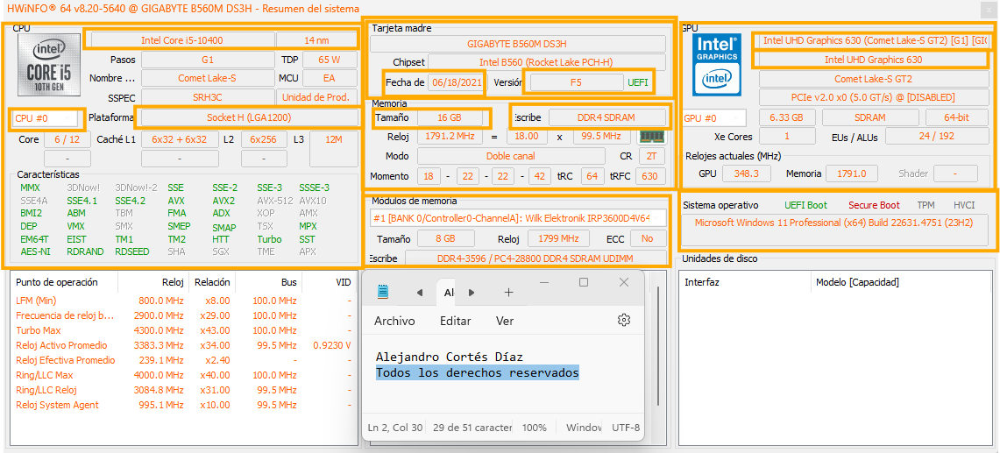 HWiNFO® 64 v8.20-5640 @ GIGABYTE B560M DS3H - Resumen del sistema
CPU
intel®
CORE i5
10TH GEN
Intel Core i5-10400 14 nm
Pasos G1 TDP 65 W
Nombre ... Comet Lake-S MCU EA
SSPEC SRH3C Unidad de Prod.
CPU #0 Plataforma Socket H (LGA1200)
Core 6 / 12 Caché L1 6x32 + 6x32 L2 6x256 L3 12M
- - - -
Características
MMX 3DNow! 3DNow!-2 SSE SSE-2 SSE-3 SSSE-3
SSE4A SSE4.1 SSE4.2 AVX AVX2 AVX-512 AVX10
BMI2 ABM TBM FMA ADX XOP AMX
DEP VMX SMX SMEP SMAP TSX MPX
EM64T EIST TM1 TM2 HTT Turbo SST
AES-NI RDRAND RDSEED SHA SGX TME APX
Punto de operación Reloj Relación Bus VID
LFM (Min) 800.0 MHz x8.00 100.0 MHz -
Frecuencia de reloj b... 2900.0 MHz x29.00 100.0 MHz -
Turbo Max 4300.0 MHz x43.00 100.0 MHz -
Reloj Activo Promedio 3383.3 MHz x34.00 99.5 MHz 0.9230 V
Reloj Efectiva Promedio 239.1 MHz x2.40 - -
Ring/LLC Max 4000.0 MHz x40.00 100.0 MHz -
Ring/LLC Reloj 3084.8 MHz x31.00 99.5 MHz -
Reloj System Agent 995.1 MHz x10.00 99.5 MHz -
Tarjeta madre
GIGABYTE B560M DS3H
Chipset Intel B560 (Rocket Lake PCH-H)
Fecha de 06/18/2021 Versión F5 UEFI
Memoria
Tamaño 16 GB Escribe DDR4 SDRAM
Reloj 1791.2 MHz = 18.00 x 99.5 MHz
Modo Doble canal CR 2T
Momento 18 - 22 - 22 - 42 tRC 64 tRFC 630
Módulos de memoria
#1 [BANK 0/Controller0-ChannelA]: Wilk Elektronik IRP3600D4V64
Tamaño 8 GB Reloj 1799 MHz ECC No
Escribe DDR4-3596 / PC4-28800 DDR4 SDRAM UDIMM
Al
Archivo Editar Ver
Alejandro Cortés Díaz
Todos los derechos reservados
Ln 2, Col 30 29 de 51 caracter 100% Window UTF-8
GPU
Intel®
GRAPHICS
intel
Intel UHD Graphics 630 (Comet Lake-S GT2) [G1] [GIG
Intel UHD Graphics 630
Comet Lake-S GT2
PCIe v2.0 x0 (5.0 GT/s) @ [DISABLED]
GPU #0 6.33 GB SDRAM 64-bit
Xe Cores 1 EUs / ALUs 24 / 192
Relojes actuales (MHz)
GPU 348.3 Memoria 1791.0 Shader -
Sistema operativo UEFI Boot Secure Boot TPM HVCI
Microsoft Windows 11 Professional (x64) Build 22631.4751 (23H2)
Unidades de disco
Interfaz Modelo [Capacidad]